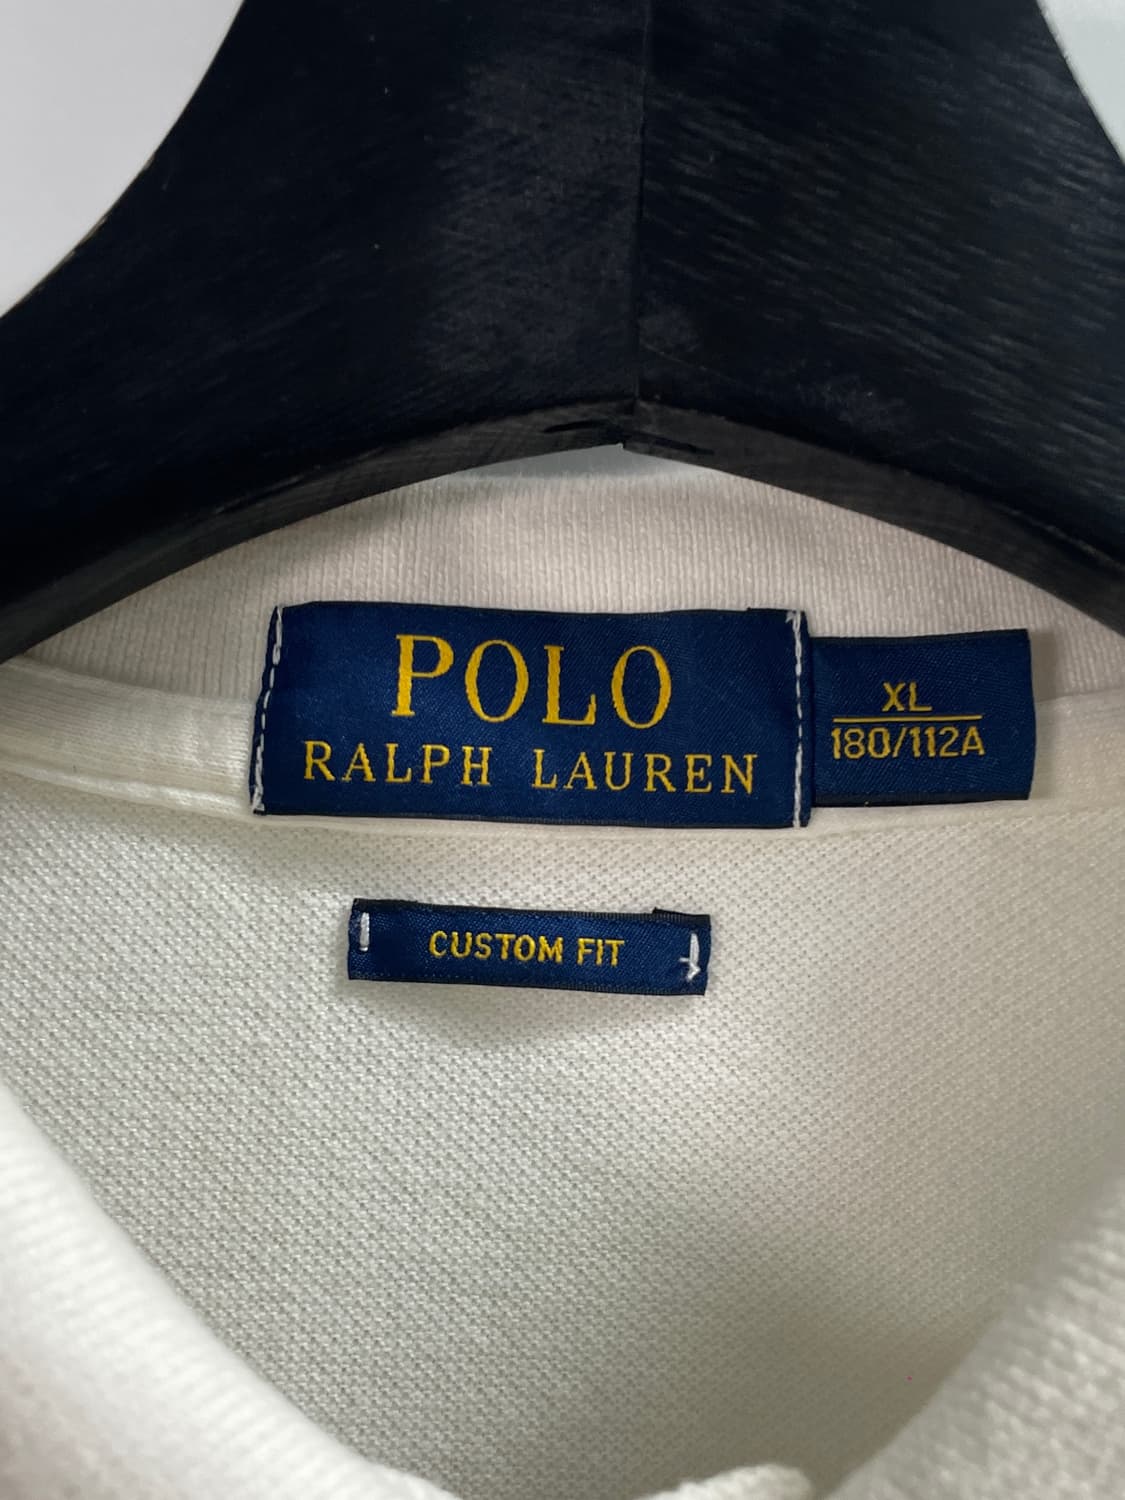 POLO
RALPH LAUREN
XL
180/112A
CUSTOM FIT